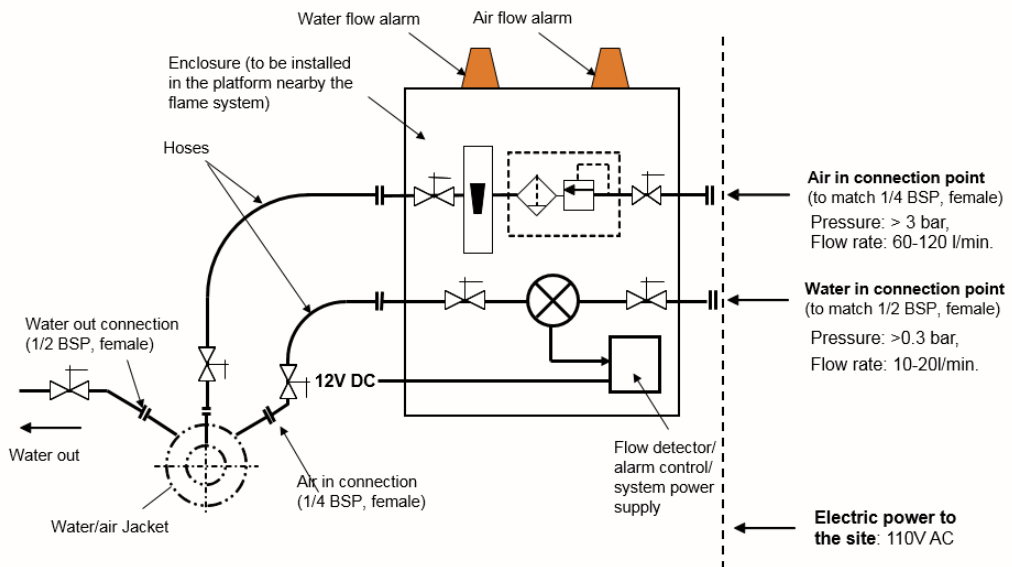 Water flow alarm
Air flow alarm
Enclosure (to be installed
in the platform nearby the
flame system)
Hoses
Air in connection point
(to match 1/4 BSP, female)
Pressure: > 3 bar,
Flow rate: 60-120 l/min.
Water in connection point
(to match 1/2 BSP, female)
Pressure: >0.3 bar,
Flow rate: 10-20l/min.
Water out connection
(1/2 BSP, female)
12V DC
Water out
Air in connection
(1/4 BSP, female)
Water/air Jacket
Flow detector/
alarm control/
system power
supply
Electric power to
the site: 110V AC